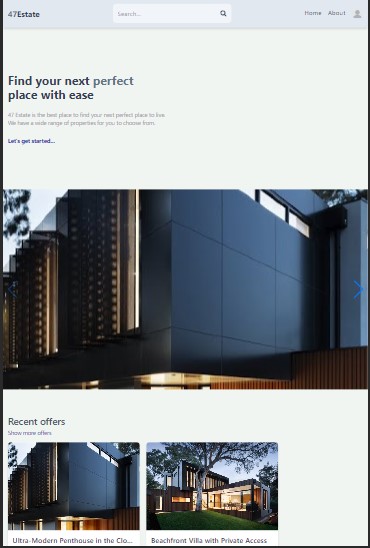 47Estate
Search...
Home About
Find your next perfect
place with ease
47 Estate is the best place to find your next perfect place to live.
We have a wide range of properties for you to choose from.
Let's get started...
Recent offers
Show more offers
Ultra-Modern Penthouse in the Clo...
Beachfront Villa with Private Access